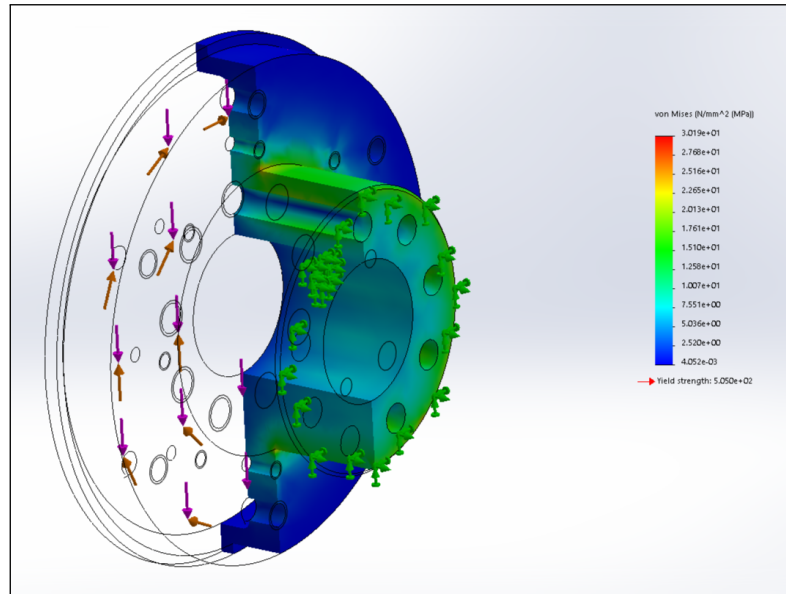 von Mises (N/mm^2 (MPa))
3.019e+01
2.768e+01
2.516e+01
2.265e+01
2.013e+01
1.761e+01
1.510e+01
1.258e+01
1.007e+01
7.551e+00
5.036e+00
2.520e+00
4.052e-03
Yield strength: 5.050e+02